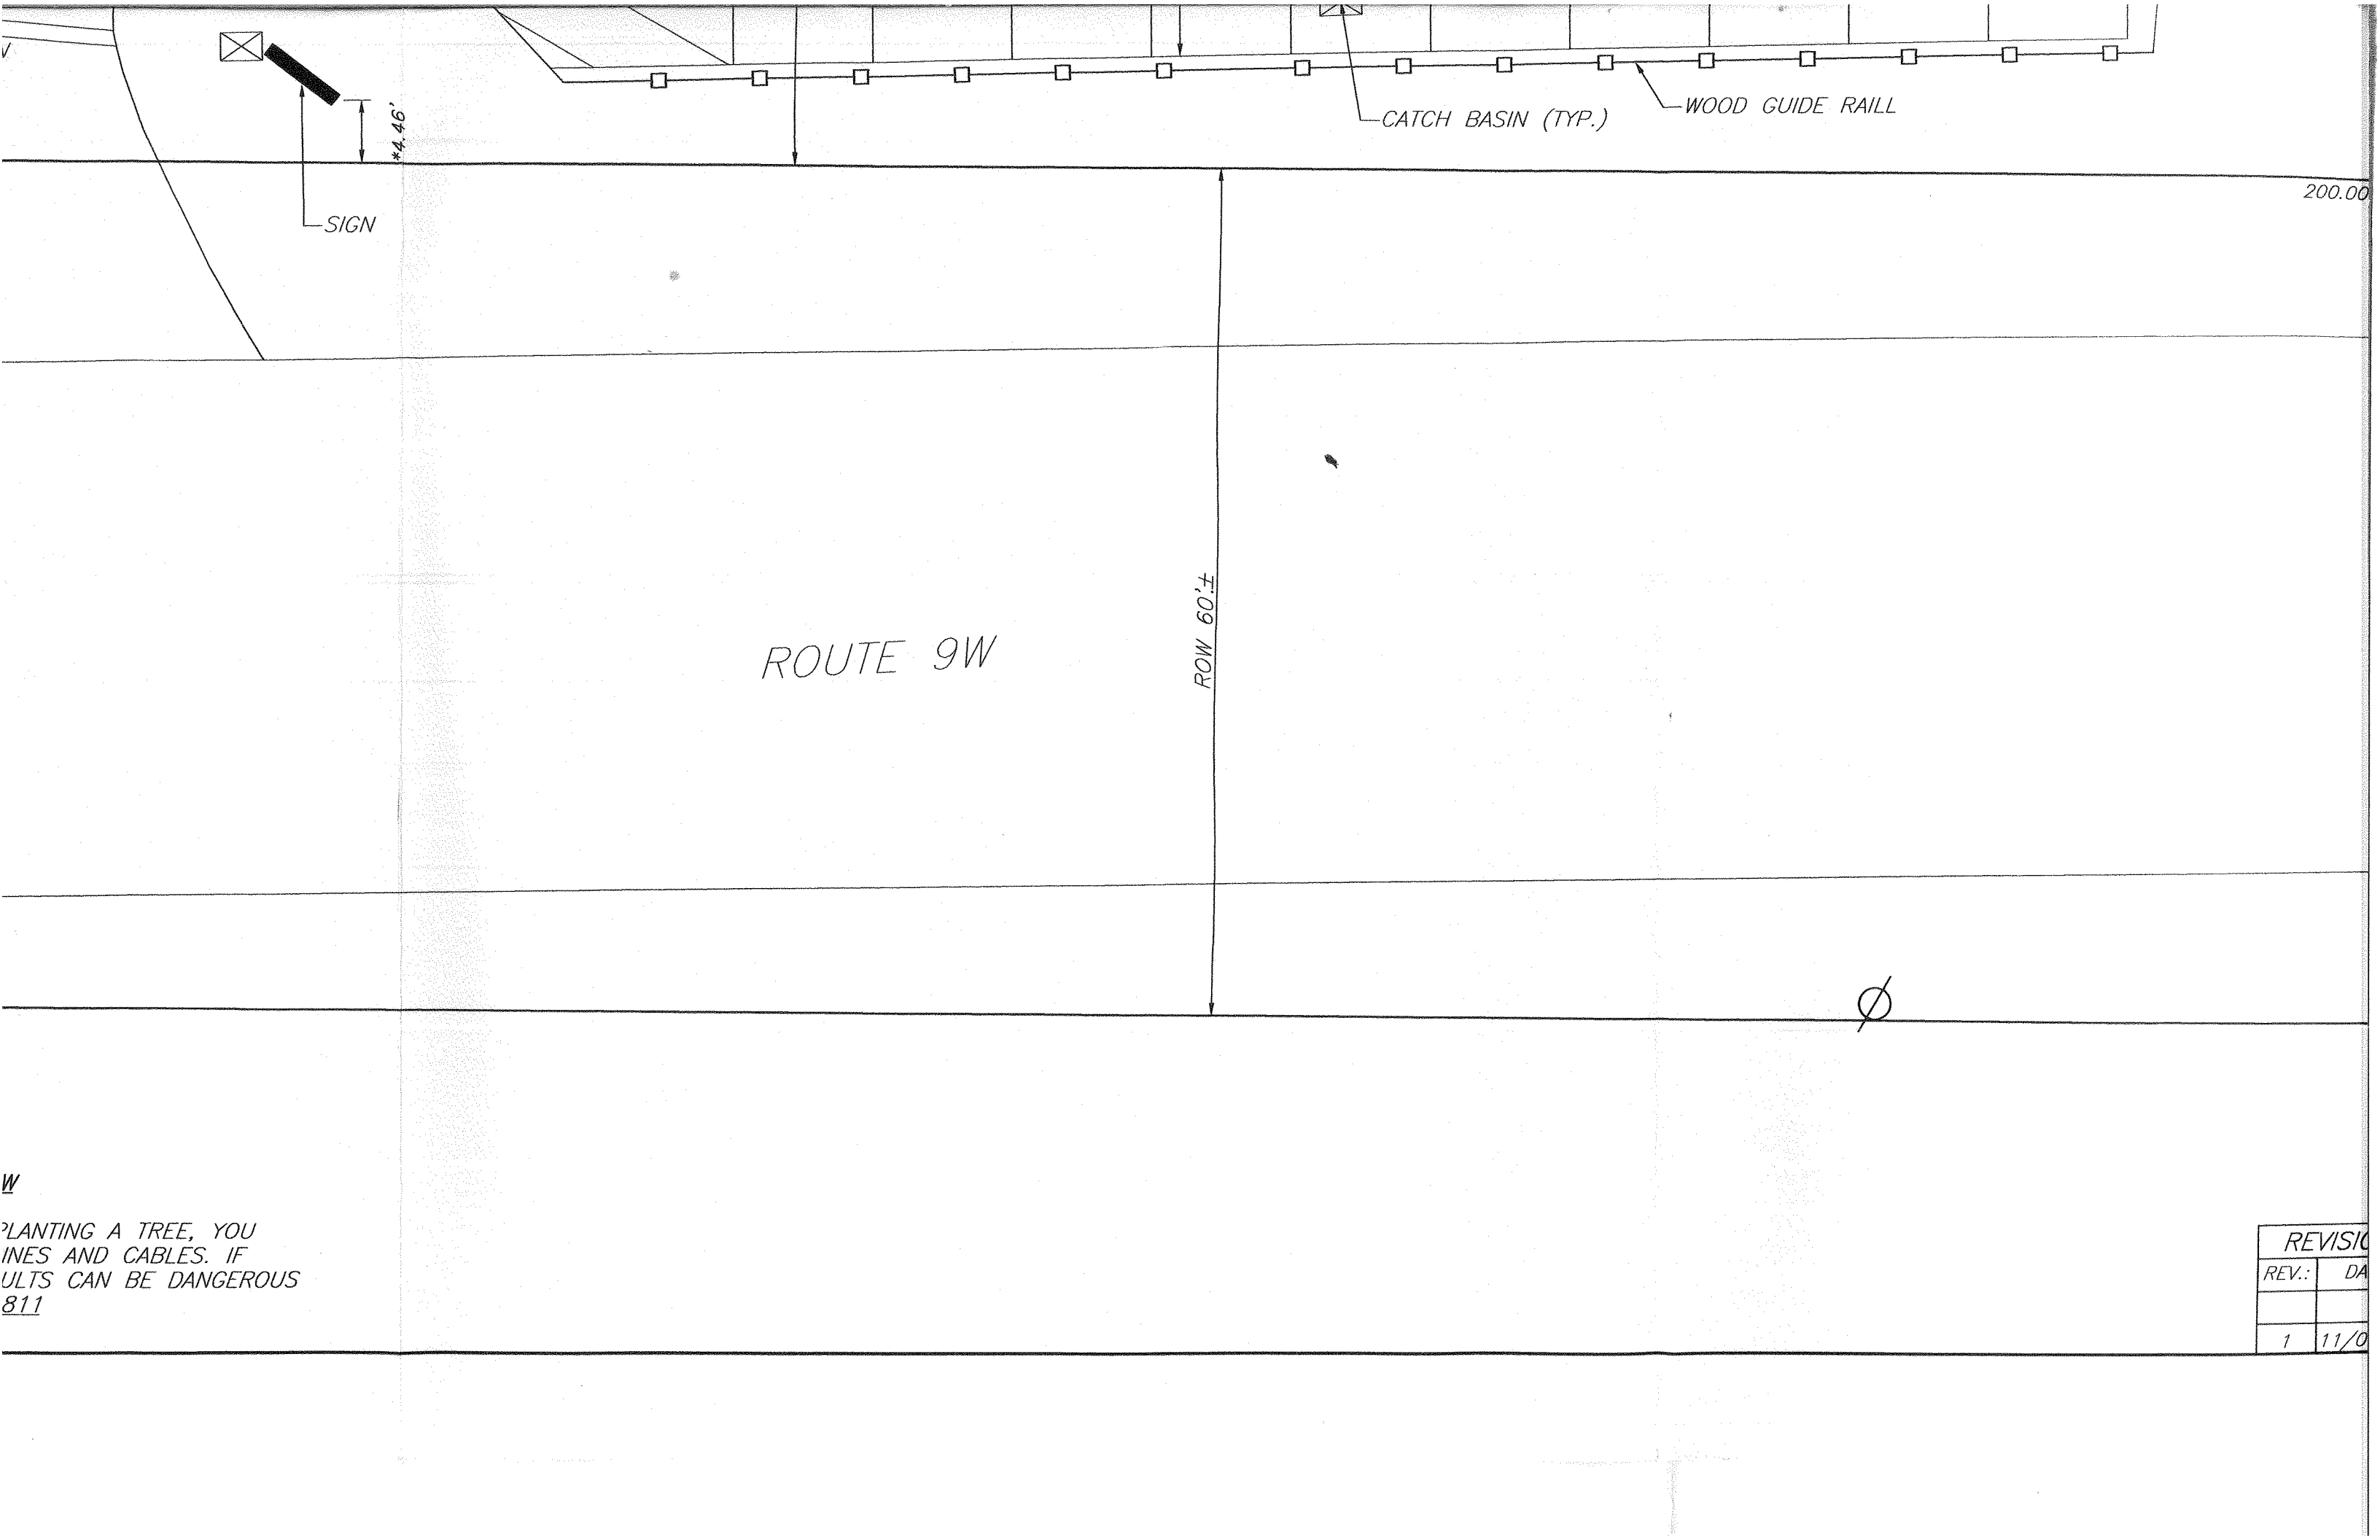 *4.46'
CATCH BASIN (TYP.)
WOOD GUIDE RAILL
200.00
SIGN
ROUTE 9W
ROW 60'±
W
PLANTING A TREE, YOU
INES AND CABLES. IF
ULTS CAN BE DANGEROUS
811
REVISIO
REV.: DA
1 11/0